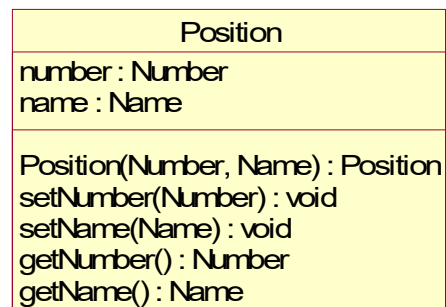 Position
number : Number
name : Name
Position(Number, Name) : Position
setNumber(Number) : void
setName(Name) : void
getNumber() : Number
getName() : Name